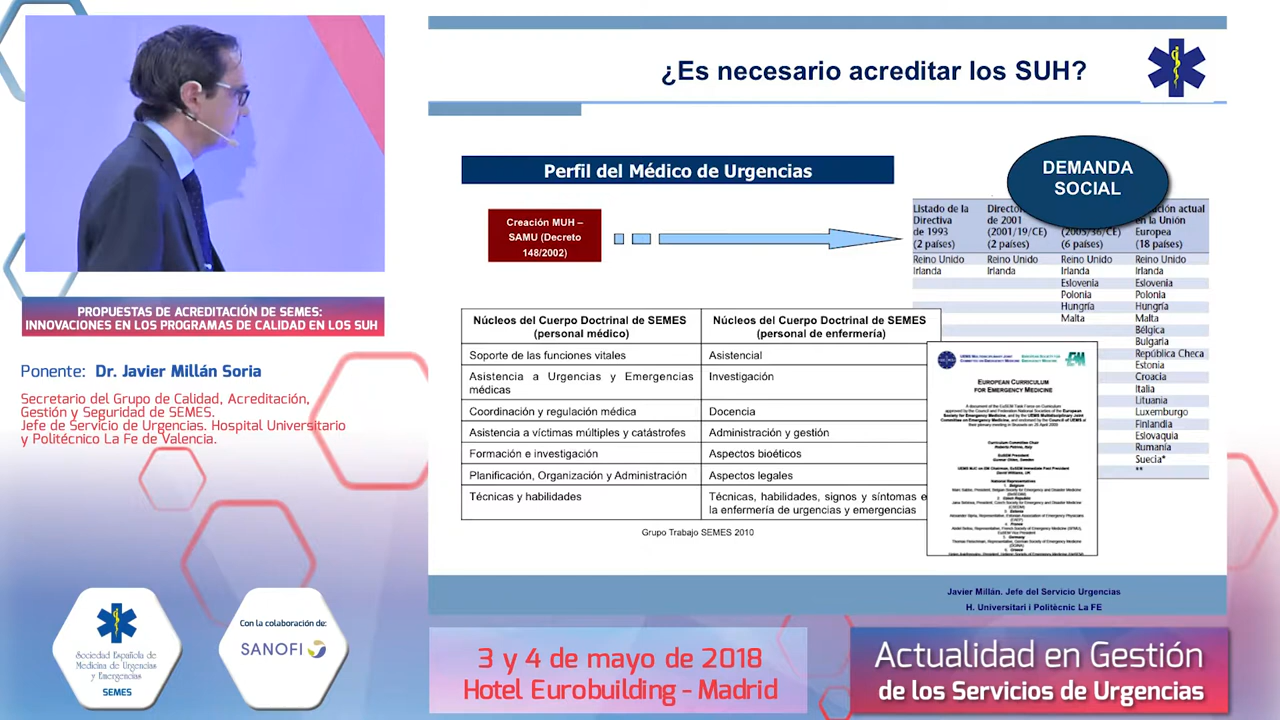 ¿Es necesario acreditar los SUH?
Perfil del Médico de Urgencias
DEMANDA
SOCIAL
Creación MUH –
SAMU (Decreto
148/2002)
Listado de la
Directiva
de 1993
(2 países)
Reino Unido
Irlanda
de 2001
(2001/19/CE)
(2 países)
Reino Unido
Irlanda
(2005/36/CE)
(6 países)
Reino Unido
Irlanda
Eslovenia
Polonia
Hungría
Malta
actual
en la Unión
Europea
(18 países)
Reino Unido
Irlanda
Eslovenia
Polonia
Hungría
Malta
Bélgica
Bulgaria
República Checa
Estonia
Croacia
Italia
Lituania
Luxemburgo
Finlandia
Eslovaquia
Rumanía
Suecia*
**
Núcleos del Cuerpo Doctrinal de SEMES
(personal médico)
Núcleos del Cuerpo Doctrinal de SEMES
(personal de enfermería)
Soporte de las funciones vitales
Asistencial
Asistencia a Urgencias y Emergencias
médicas
Investigación
Coordinación y regulación médica
Docencia
Asistencia a víctimas múltiples y catástrofes
Administración y gestión
Formación e investigación
Aspectos bioéticos
Planificación, Organización y Administración
Aspectos legales
Técnicas y habilidades
Técnicas, habilidades, signos y síntomas e
la enfermería de urgencias y emergencias
Grupo Trabajo SEMES 2010
EUROPEAN CURRICULUM
FOR EMERGENCY MEDICINE
Javier Millán. Jefe del Servicio Urgencias
H. Universitari i Politècnic La FE
PROPUESTAS DE ACREDITACIÓN DE SEMES:
INNOVACIONES EN LOS PROGRAMAS DE CALIDAD EN LOS SUH
Ponente: Dr. Javier Millán Soria
Secretario del Grupo de Calidad, Acreditación,
Gestión y Seguridad de SEMES.
Jefe de Servicio de Urgencias. Hospital Universitario
y Politécnico La Fe de Valencia.
Sociedad Española de
Medicina de Urgencias
y Emergencias
SEMES
Con la colaboración de:
SANOFI
3 y 4 de mayo de 2018
Hotel Eurobuilding - Madrid
Actualidad en Gestión
de los Servicios de Urgencias